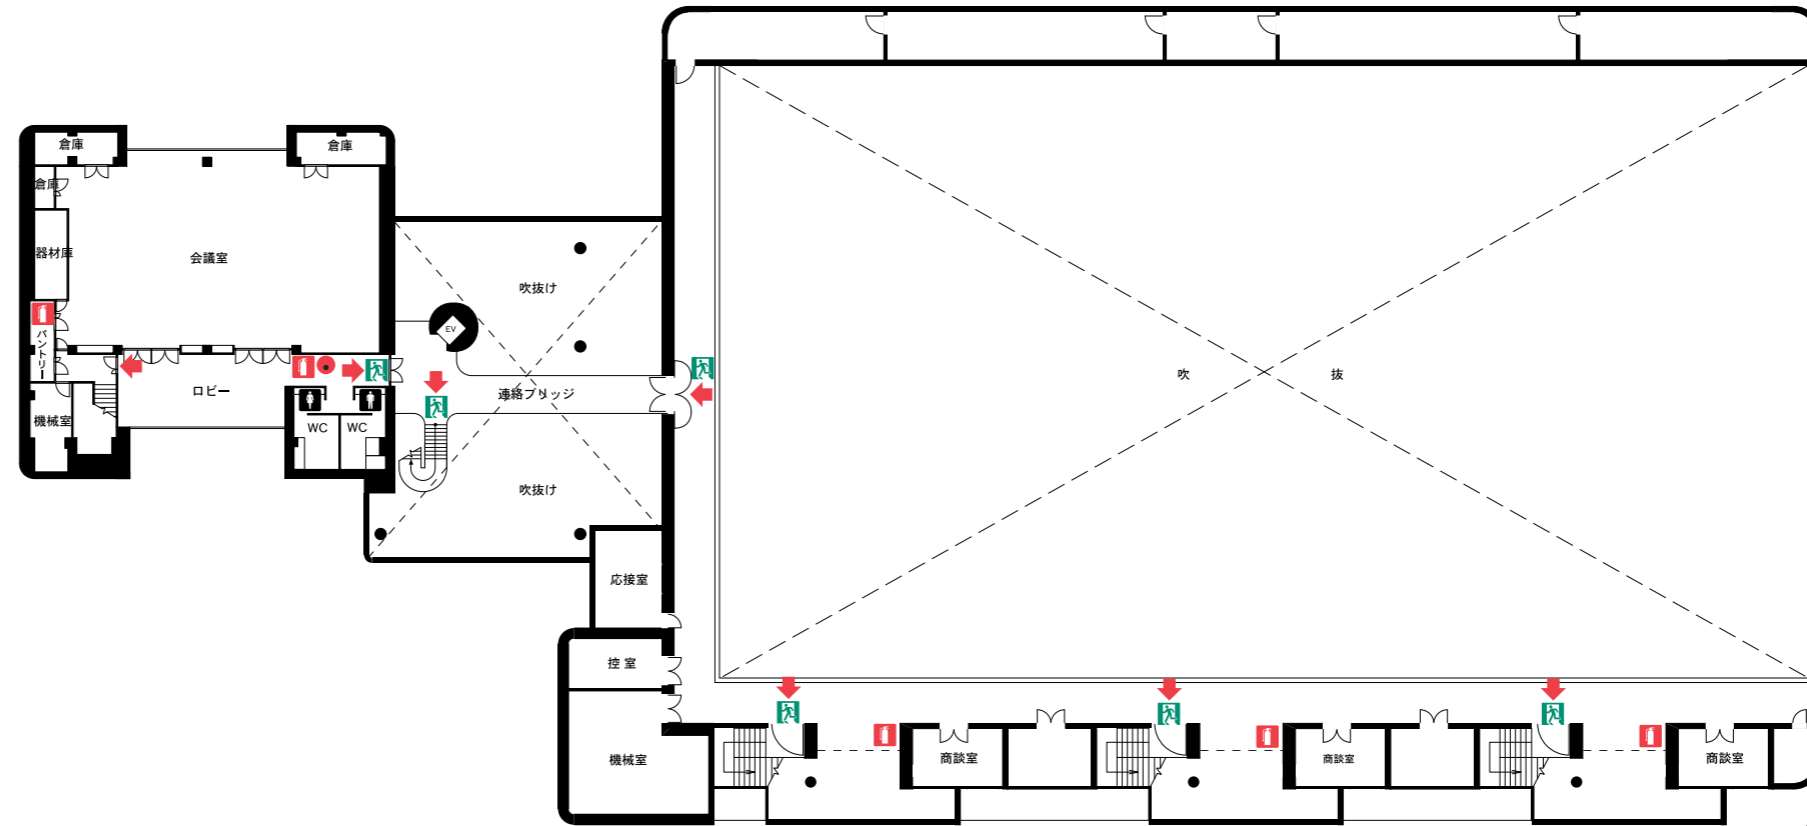 倉庫
倉庫
倉庫
器材庫
会議室
吹抜け
EV
パントリー
ロビー
連絡ブリッジ
吹 抜
機械室
WC
WC
吹抜け
応接室
控 室
機械室
商談室
商談室
商談室